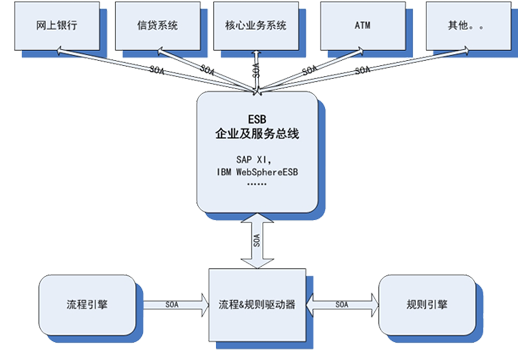 网上银行
信贷系统
核心业务系统
ATM
其他。。
SOA
SOA
SOA
SOA
SOA
ESB
企业及服务总线
SAP XI,
IBM WebSphereESB
……
SOA
流程引擎
SOA
流程&规则驱动器
SOA
规则引擎